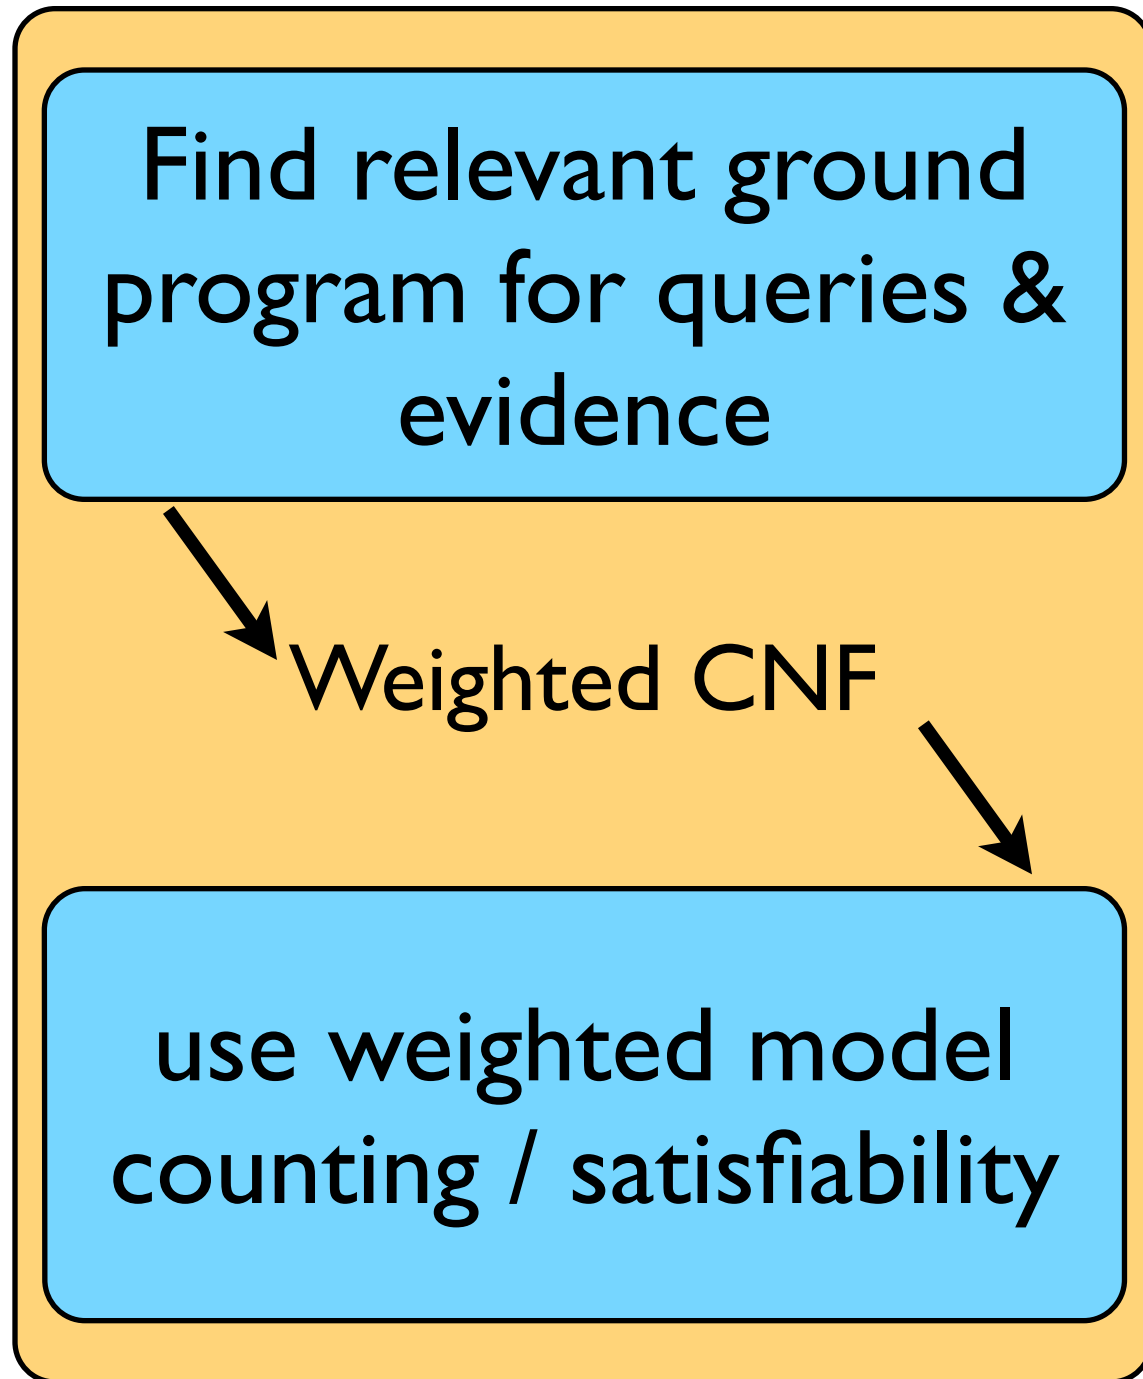 Find relevant ground
program for queries &
evidence
Weighted CNF
use weighted model
counting / satisfiability